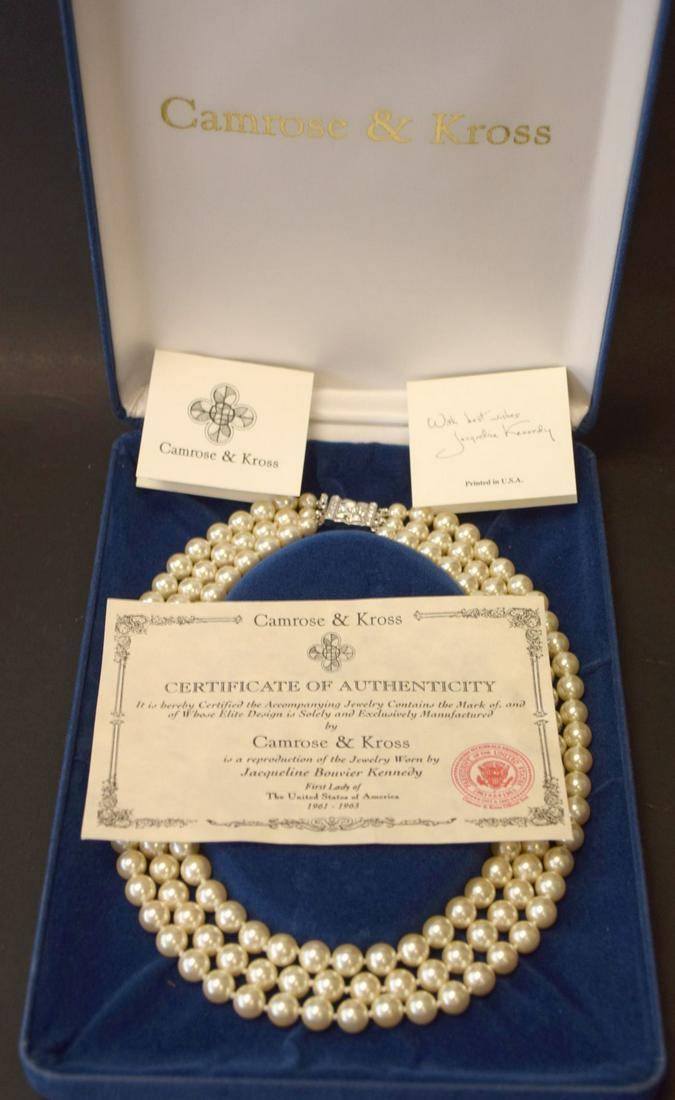 Camrose & Kross
Camrose & Kross
With best wishes
Jacqueline Kennedy
Printed in U.S.A.
Camrose & Kross
CERTIFICATE OF AUTHENTICITY
It is hereby Certified the Accompanying Jewelry Contains the Mark of, and
of Whose Elite Design is Solely and Exclusively Manufactured
by
Camrose & Kross
is a reproduction of the Jewelry Worn by
Jacqueline Bouvier Kennedy
First Lady of
The United States of America
1961 - 1963